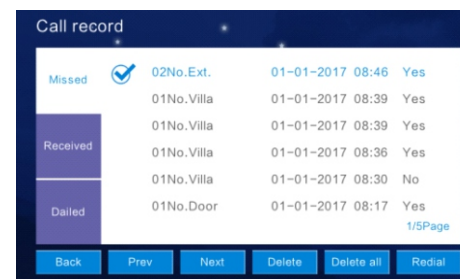 Call record
Missed
02No.Ext. 01-01-2017 08:46 Yes
01No.Villa 01-01-2017 08:39 Yes
01No.Villa 01-01-2017 08:39 Yes
Received
01No.Villa 01-01-2017 08:36 Yes
01No.Villa 01-01-2017 08:30 No
Dailed
01No.Door 01-01-2017 08:17 Yes
1/5Page
Back Prev Next Delete Delete all Redial